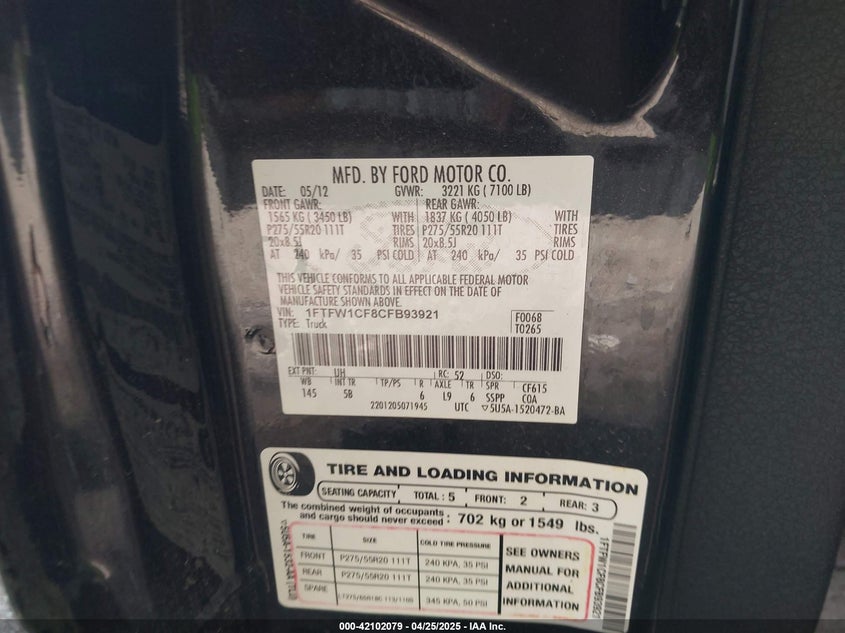 MFD. BY FORD MOTOR CO.
DATE: 05/12 GVWR: 3221 KG ( 7100 LB)
FRONT GAWR: REAR GAWR:
1565 KG ( 3450 LB) WITH 1837 KG ( 4050 LB) WITH
P275/55R20 111T TIRES P275/55R20 111T TIRES
20x8.5J RIMS 20x8.5J RIMS
AT 240 kPa/ 35 PSI COLD AT 240 kPa/ 35 PSI COLD
THIS VEHICLE CONFORMS TO ALL APPLICABLE FEDERAL MOTOR
VEHICLE SAFETY STANDARDS IN EFFECT ON THE DATE OF
MANUFACTURE SHOWN ABOVE.
VIN: 1FTFW1CF8CFB93921 F0068
TYPE: Truck T0265
EXT PNT: UH RC: 52 DSO:
WB INT TR TP/PS R AXLE TR SPR CF615
145 5B 6 L9 6 SSPP COA
2201205071945 UTC ▽5U5A-1520472-BA
TIRE AND LOADING INFORMATION
SEATING CAPACITY TOTAL : 5 FRONT: 2 REAR: 3
The combined weight of occupants
and cargo should never exceed : 702 kg or 1549 lbs.
TIRE SIZE COLD TIRE PRESSURE
FRONT P275/55R20 111T 240 KPA, 35 PSI
REAR P275/55R20 111T 240 KPA, 35 PSI
SPARE 345 KPA, 50 PSI
SEE OWNERS
MANUAL FOR
ADDITIONAL
INFORMATION
1FTFW1CF8CFB93921
000-42102079 - 04/25/2025 - IAA Inc.